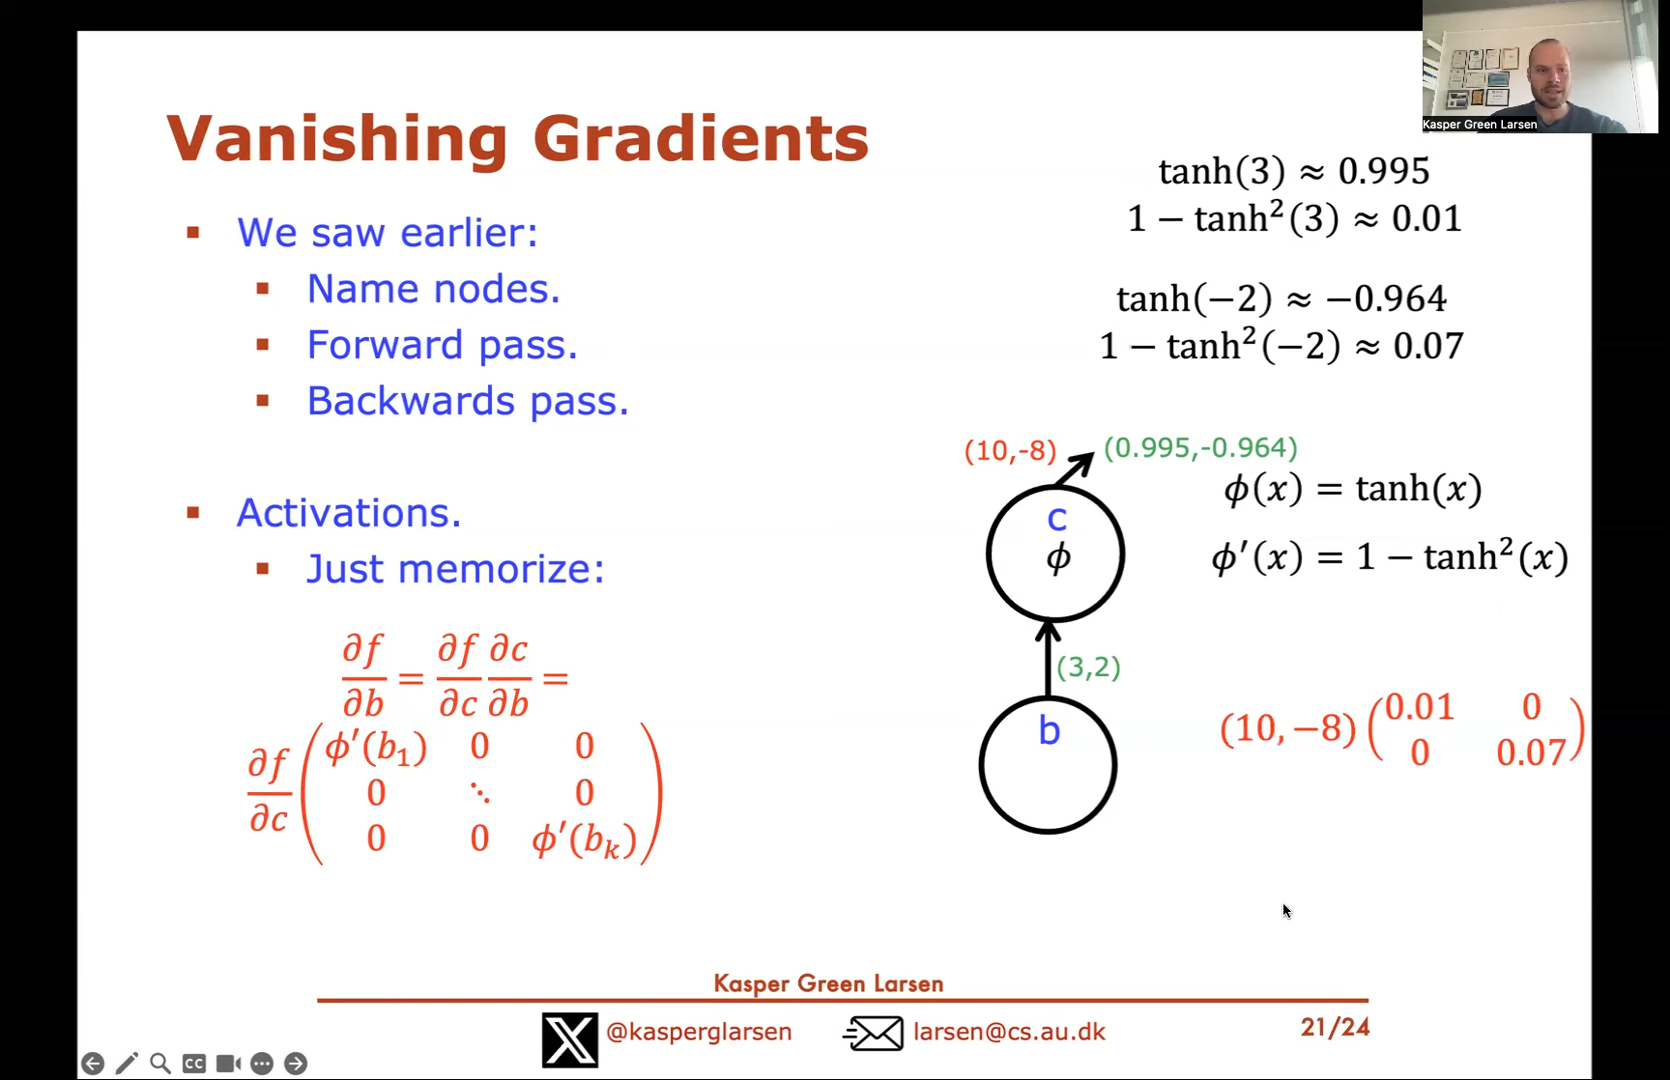 Kasper Green Larsen
Vanishing Gradients
▪ We saw earlier:
▪ Name nodes.
▪ Forward pass.
▪ Backwards pass.
▪ Activations.
▪ Just memorize:
∂f/∂b = ∂f/∂c ∂c/∂b =
∂f/∂c ( ϕ′(b₁) 0 0
0 ⋱ 0
0 0 ϕ′(bₖ) )
tanh(3) ≈ 0.995
1 − tanh²(3) ≈ 0.01
tanh(−2) ≈ −0.964
1 − tanh²(−2) ≈ 0.07
(10,-8) (0.995,-0.964)
ϕ(x) = tanh(x)
c
ϕ
ϕ′(x) = 1 − tanh²(x)
(3,2)
b
(10, −8) ( 0.01 0
0 0.07 )
Kasper Green Larsen
X @kasperglarsen larsen@cs.au.dk 21/24
CC